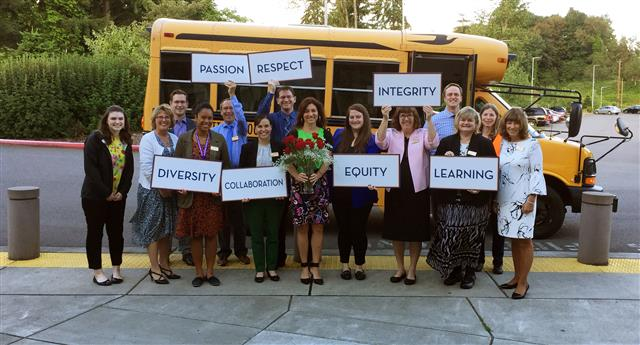 PASSION
RESPECT
INTEGRITY
DIVERSITY
COLLABORATION
EQUITY
LEARNING